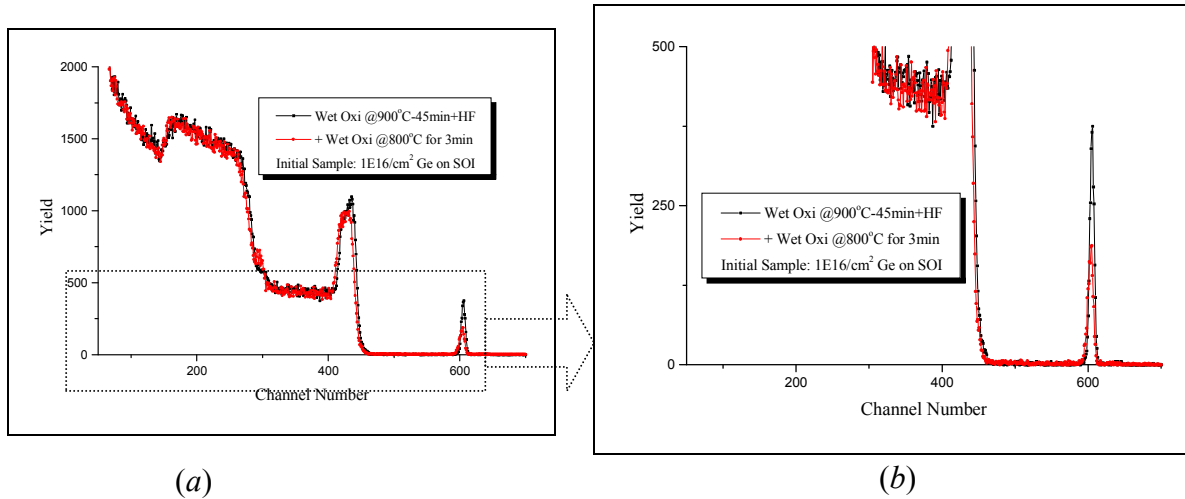 2000
1500
1000
500
0
Yield
Wet Oxi @900°C-45min+HF
+ Wet Oxi @800°C for 3min
Initial Sample: 1E16/cm² Ge on SOI
200
400
600
Channel Number
(a)
500
250
0
Yield
Wet Oxi @900°C-45min+HF
+ Wet Oxi @800°C for 3min
Initial Sample: 1E16/cm² Ge on SOI
200
400
600
Channel Number
(b)